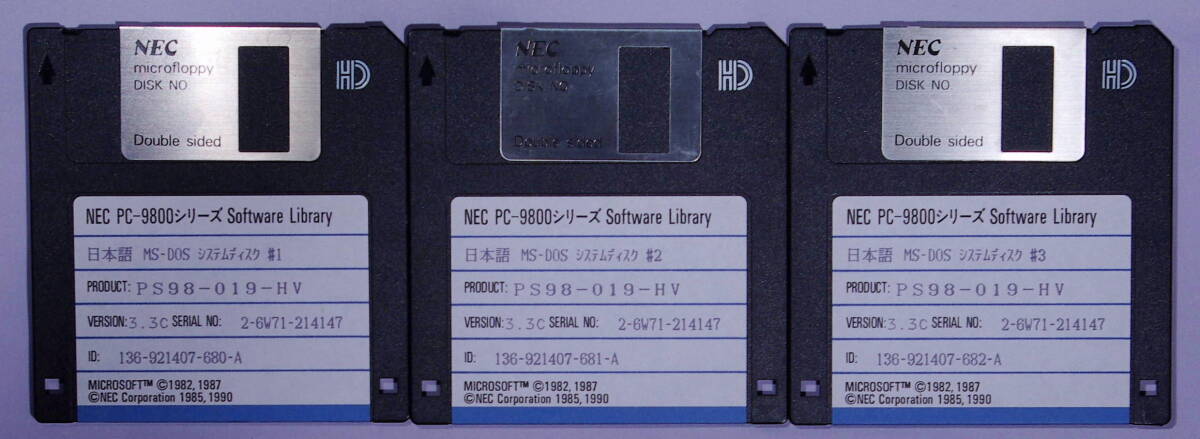 NEC
microfloppy
DISK NO
Double sided
HD
NEC PC-9800シリーズ Software Library
日本語 MS-DOS システムディスク #1
PRODUCT: PS98-019-HV
VERSION: 3.3C SERIAL NO: 2-6W71-214147
ID: 136-921407-680-A
MICROSOFT™ ©1982, 1987
©NEC Corporation 1985, 1990
NEC
microfloppy
DISK NO
Double sided
HD
NEC PC-9800シリーズ Software Library
日本語 MS-DOS システムディスク #2
PRODUCT: PS98-019-HV
VERSION: 3.3C SERIAL NO: 2-6W71-214147
ID: 136-921407-681-A
MICROSOFT™ ©1982, 1987
©NEC Corporation 1985, 1990
NEC
microfloppy
DISK NO
Double sided
HD
NEC PC-9800シリーズ Software Library
日本語 MS-DOS システムディスク #3
PRODUCT: PS98-019-HV
VERSION: 3.3C SERIAL NO: 2-6W71-214147
ID: 136-921407-682-A
MICROSOFT™ ©1982, 1987
©NEC Corporation 1985, 1990